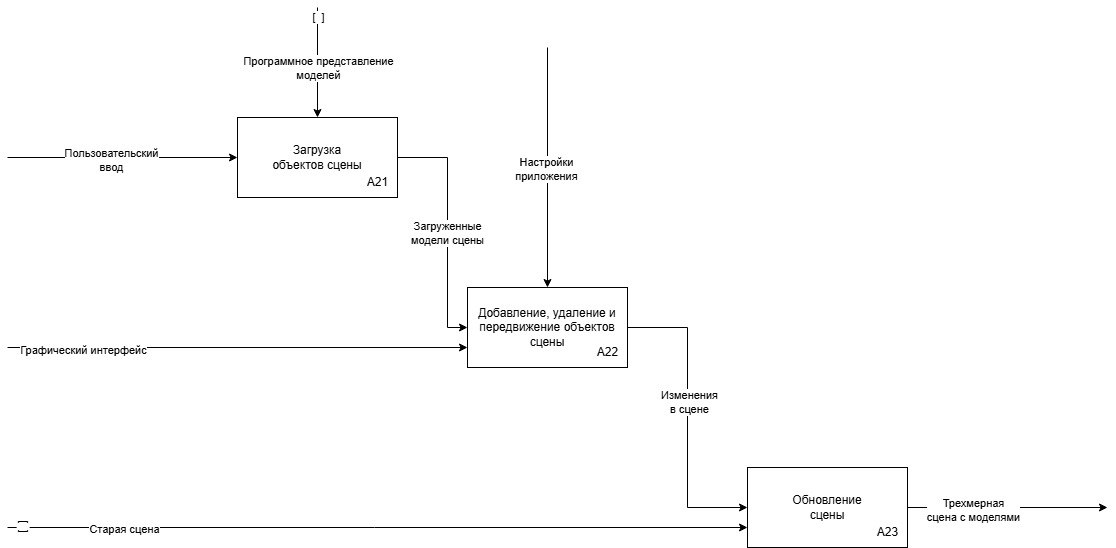 [ ]
Программное представление
моделей
Пользовательский
ввод
Загрузка
объектов сцены
A21
Настройки
приложения
Загруженные
модели сцены
Добавление, удаление и
передвижение объектов
сцены
A22
Графический интерфейс
Изменения
в сцене
Обновление
сцены
A23
Старая сцена
Трехмерная
сцена с моделями